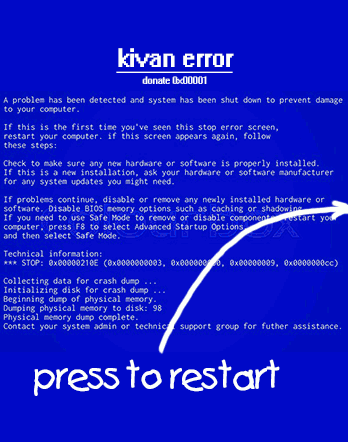 kivan error
donate 0x00001
A problem has been detected and system has been shut down to prevent damage
to your computer.
If this is the first time you've seen this stop error screen,
restart your computer. if this screen appears again, follow
these steps:
Check to make sure any new hardware or software is properly installed.
If this is a new installation, ask your hardware or software manufacturer
for any system updates you might need.
If problems continue, disable or remove any newly installed hardware or
software. Disable BIOS memory options such as caching or shadowing.
If you need to use Safe Mode to remove or disable components, restart you
computer, press F8 to select Advanced Startup Options
and then select Safe Mode.
Technical information:
*** STOP: 0x00000210E (0x0000000003, 0x00000009, 0x0000000cc)
Collecting data for crash dump ...
Initializing disk for crash dump ...
Beginning dump of physical memory.
Dumping physical memory to disk: 98
Physical memory dump complete.
Contact your system admin or technical support group for futher assistance.
press to restart